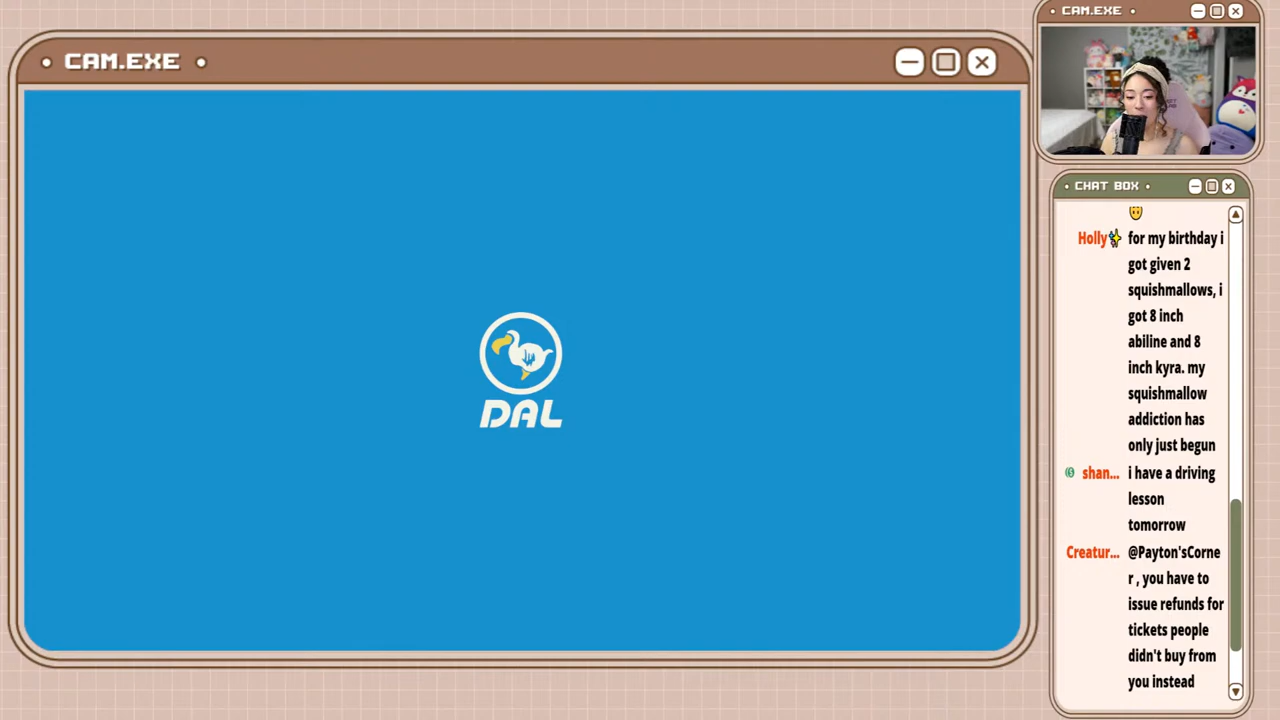 CAM.EXE
DAL
CAM.EXE
CHAT BOX
Holly✨ for my birthday i
got given 2
squishmallows, i
got 8 inch
abiline and 8
inch kyra. my
squishmallow
addiction has
only just begun
shan... i have a driving
lesson
tomorrow
Creatur... @Payton'sCorne
r , you have to
issue refunds for
tickets people
didn't buy from
you instead